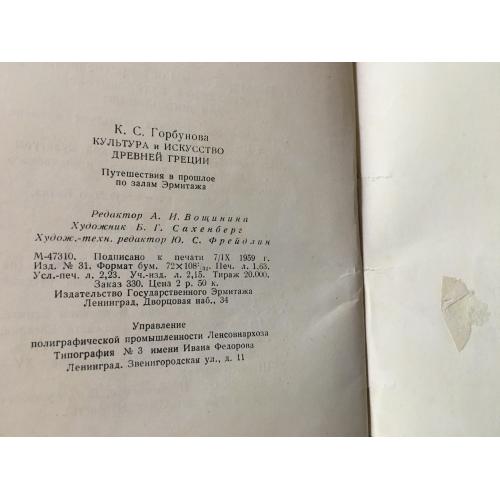 К. С. Горбунова
КУЛЬТУРА и ИСКУССТВО
ДРЕВНЕЙ ГРЕЦИИ
Путешествия в прошлое
по залам Эрмитажа
Редактор А. И. Вощинина
Художник Б. Г. Сахенберг
Худож.-техн. редактор Ю. С. Фрейдлин
М-47310. Подписано к печати 7/IX 1959 г.
Изд. № 31. Формат бум. 72×108¹/₃₂. Печ. л. 1,63.
Усл.-печ. л. 2,23. Уч.-изд. л. 2,15. Тираж 20.000.
Заказ 330. Цена 2 р. 50 к.
Издательство Государственного Эрмитажа
Ленинград, Дворцовая наб., 34
Управление
полиграфической промышленности Ленсовнархоза
Типография № 3 имени Ивана Федорова
Ленинград. Звенигородская ул., д. 11